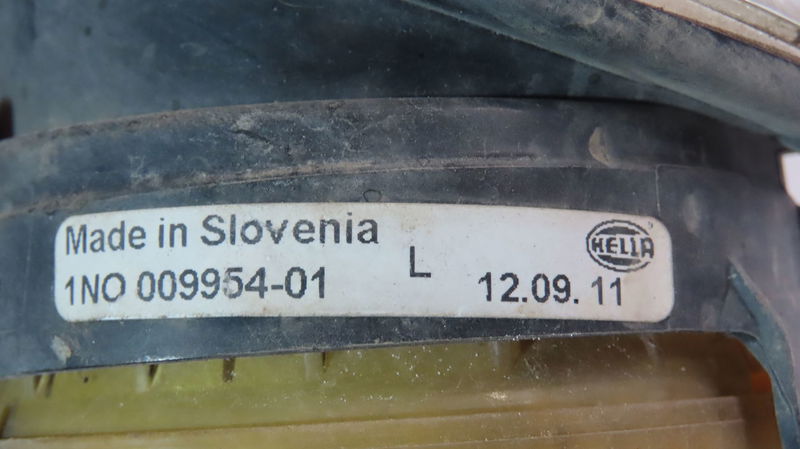 Made in Slovenia
L
HELLA
1NO 009954-01
12.09. 11